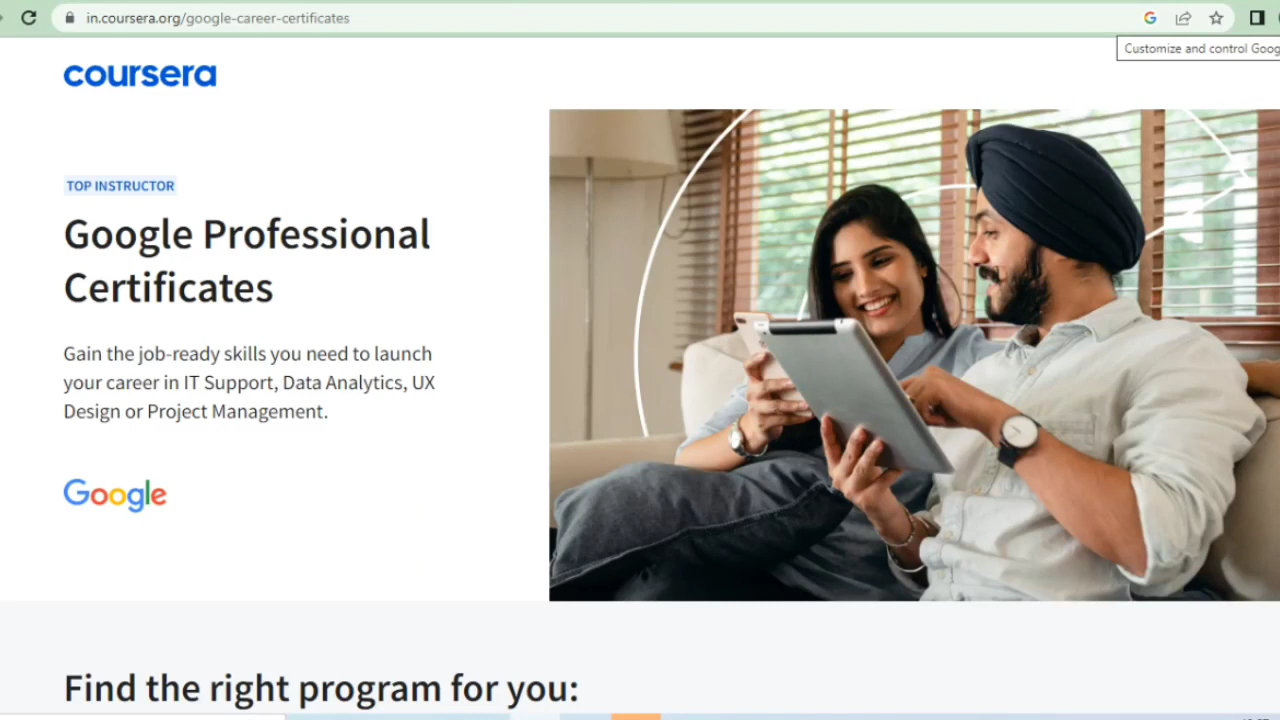 in.coursera.org/google-career-certificates
Customize and control Goog
coursera
TOP INSTRUCTOR
Google Professional
Certificates
Gain the job-ready skills you need to launch
your career in IT Support, Data Analytics, UX
Design or Project Management.
Google
Find the right program for you: